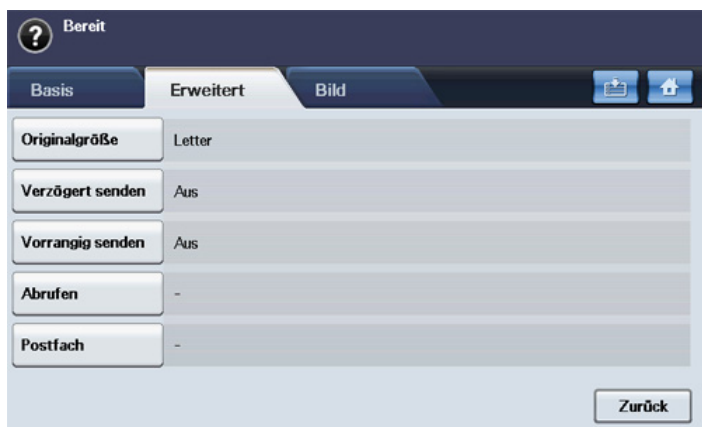 Bereit
Basis Erweitert Bild
Originalgröße Letter
Verzögert senden Aus
Vorrangig senden Aus
Abrufen -
Postfach -
Zurück